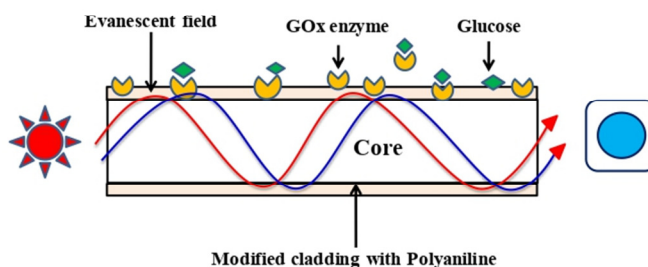 Evanescent field
GOx enzyme
Glucose
Core
Modified cladding with Polyaniline